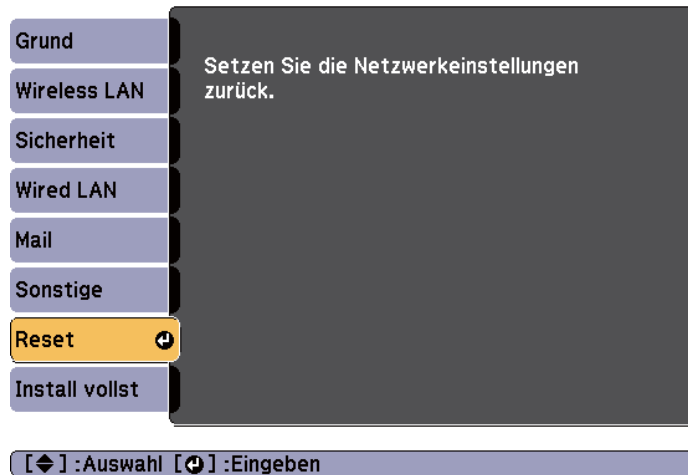 Grund
Wireless LAN
Sicherheit
Wired LAN
Mail
Sonstige
Reset
Install vollst
Setzen Sie die Netzwerkeinstellungen
zurück.
[◆] :Auswahl [⏎] :Eingeben